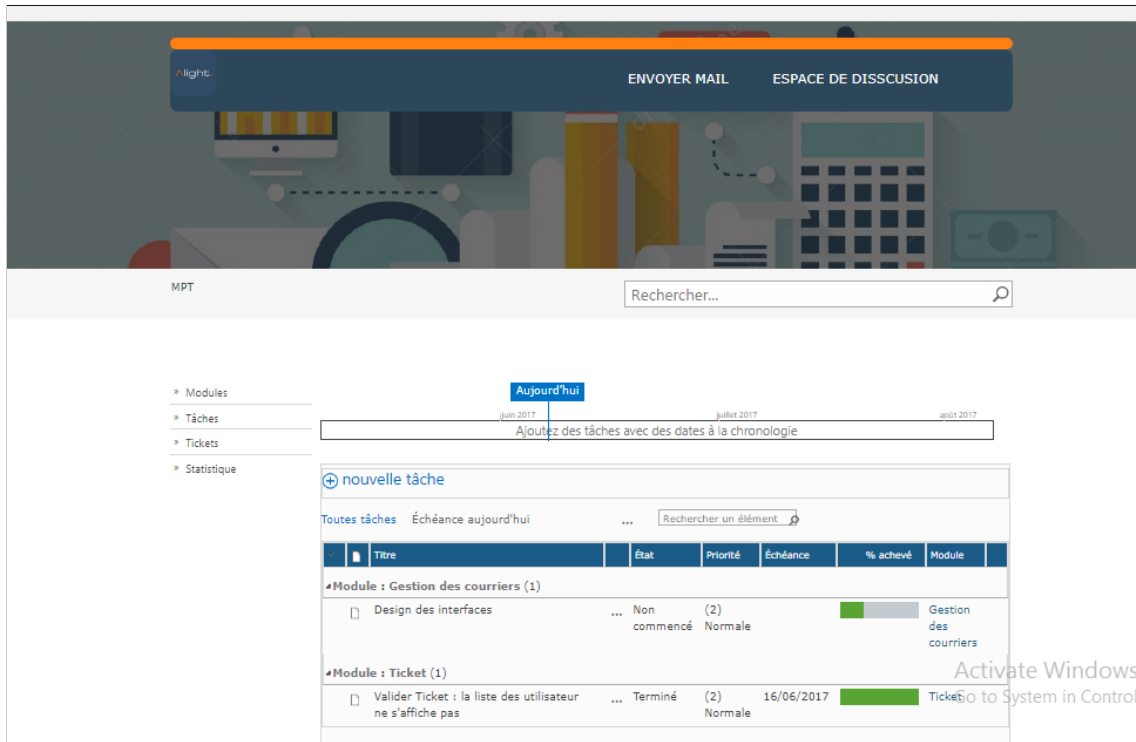 Alight.
ENVOYER MAIL
ESPACE DE DISSCUSION
MPT
Rechercher...
» Modules
» Tâches
» Tickets
» Statistique
Aujourd'hui
juin 2017
juillet 2017
août 2017
Ajoutez des tâches avec des dates à la chronologie
nouvelle tâche
Toutes tâches Échéance aujourd'hui ... Rechercher un élément
Titre État Priorité Échéance % achevé Module
Module : Gestion des courriers (1)
Design des interfaces ... Non (2) Gestion
commencé Normale des
courriers
Module : Ticket (1)
Valider Ticket : la liste des utilisateur ... Terminé (2) 16/06/2017 Ticket
ne s'affiche pas Normale
Activate Windows
Go to System in Control